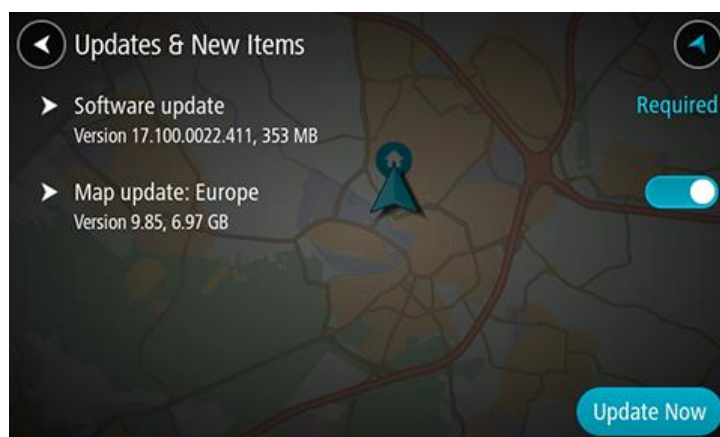 Updates & New Items
Software update
Required
Version 17.100.0022.411, 353 MB
Map update: Europe
Version 9.85, 6.97 GB
Update Now